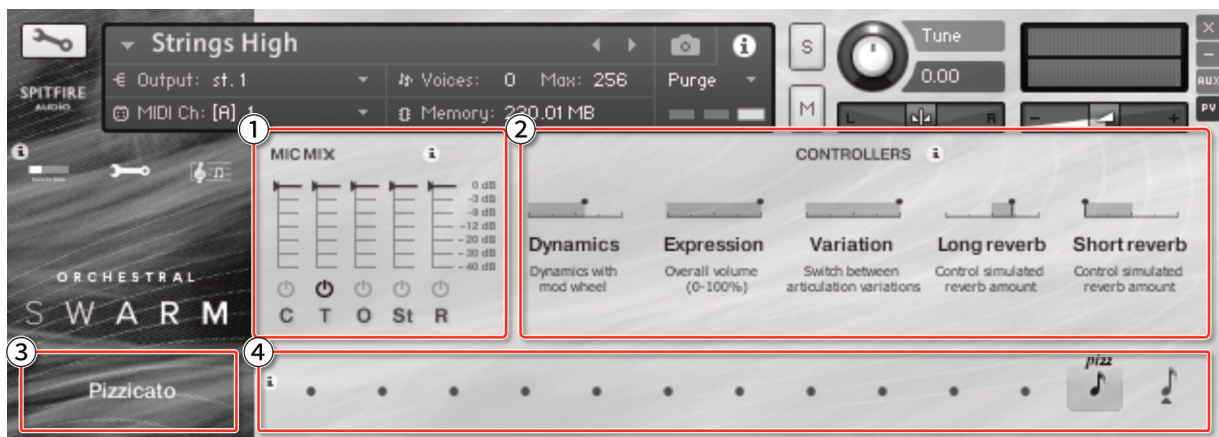 Strings High
S
Tune
0.00
SPITFIRE
AUDIO
Output: st. 1
Voices: 0 Max: 256
Purge
AUX
MIDI Ch: [A] 1
Memory: 230.01 MB
M
L R
- +
PV
1
2
MIC MIX
CONTROLLERS
0 dB
-3 dB
-12 dB
-20 dB
-30 dB
-40 dB
C T O St R
Dynamics
Dynamics with
mod wheel
Expression
Overall volume
(0-100%)
Variation
Switch between
articulation variations
Long reverb
Control simulated
reverb amount
Short reverb
Control simulated
reverb amount
ORCHESTRAL
SWARM
3
Pizzicato
4
pizz